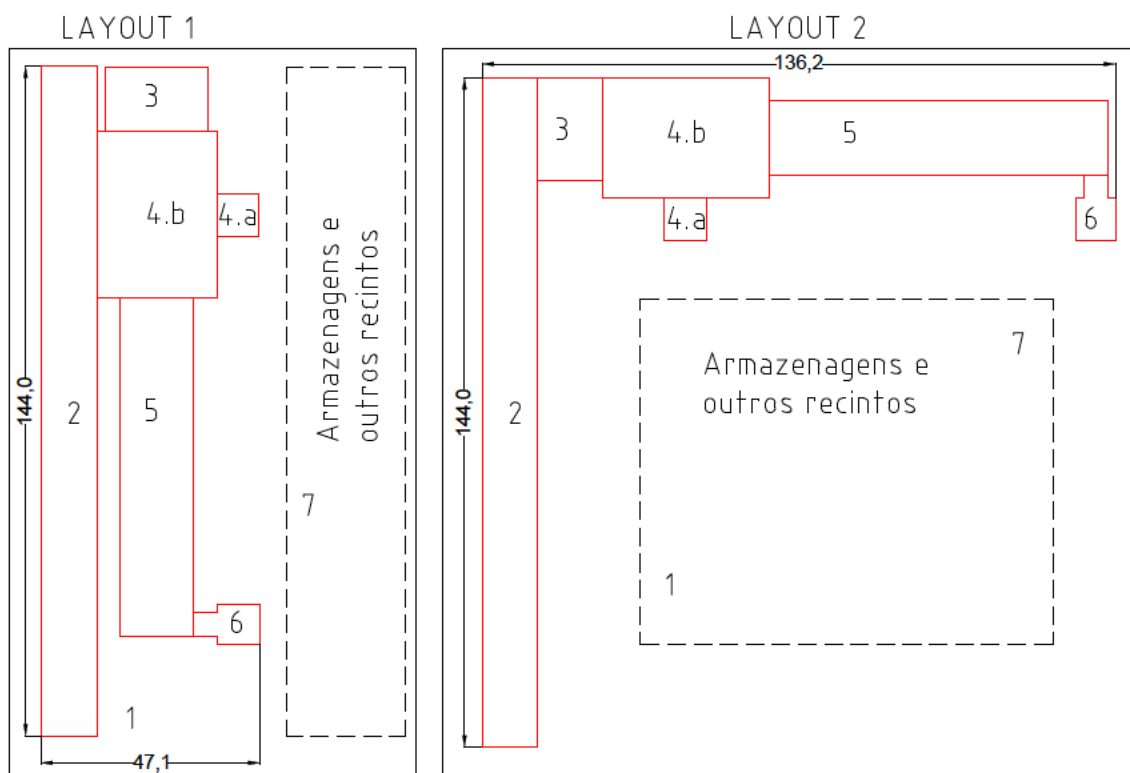 LAYOUT 1
3
4.b
4.a
Armazenagens e
outros recintos
144,0
2
5
7
6
1
47,1
LAYOUT 2
136,2
3
4.b
5
4.a
6
7
Armazenagens e
outros recintos
144,0
2
1